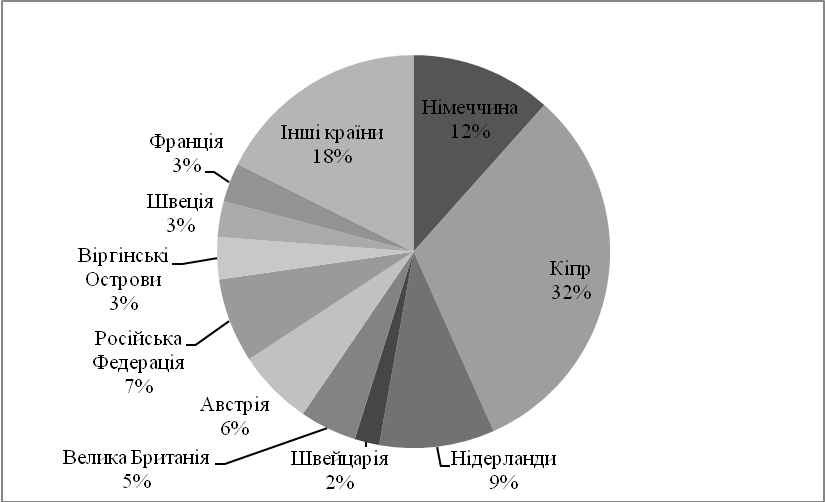 Німеччина
12%
Кіпр
32%
Нідерланди
9%
Швейцарія
2%
Велика Британія
5%
Австрія
6%
Російська
Федерація
7%
Віргінські
Острови
3%
Швеція
3%
Франція
3%
Інші країни
18%